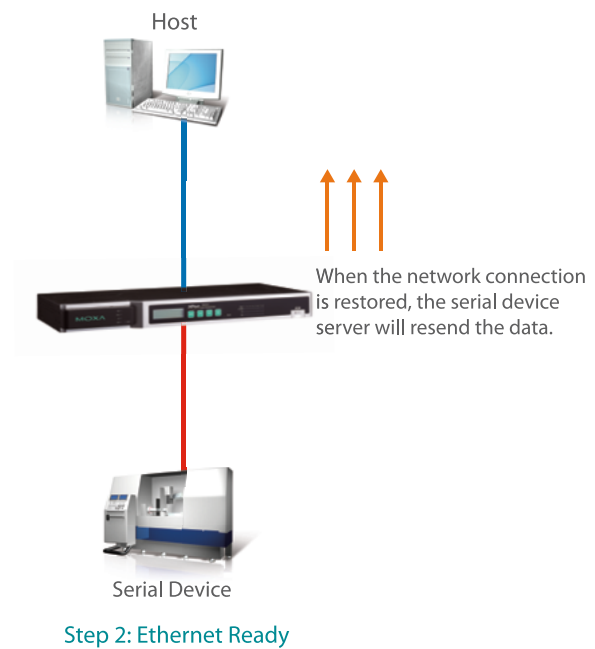 Host
When the network connection
is restored, the serial device
server will resend the data.
MOXA
Serial Device
Step 2: Ethernet Ready